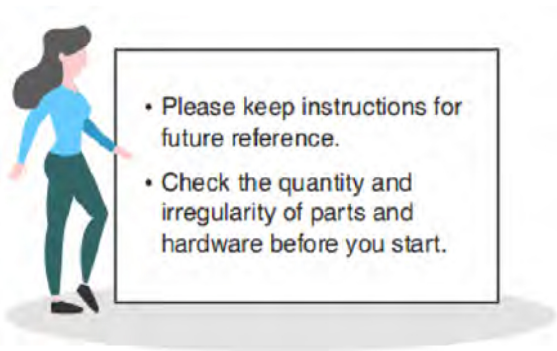 • Please keep instructions for
future reference.
• Check the quantity and
irregularity of parts and
hardware before you start.